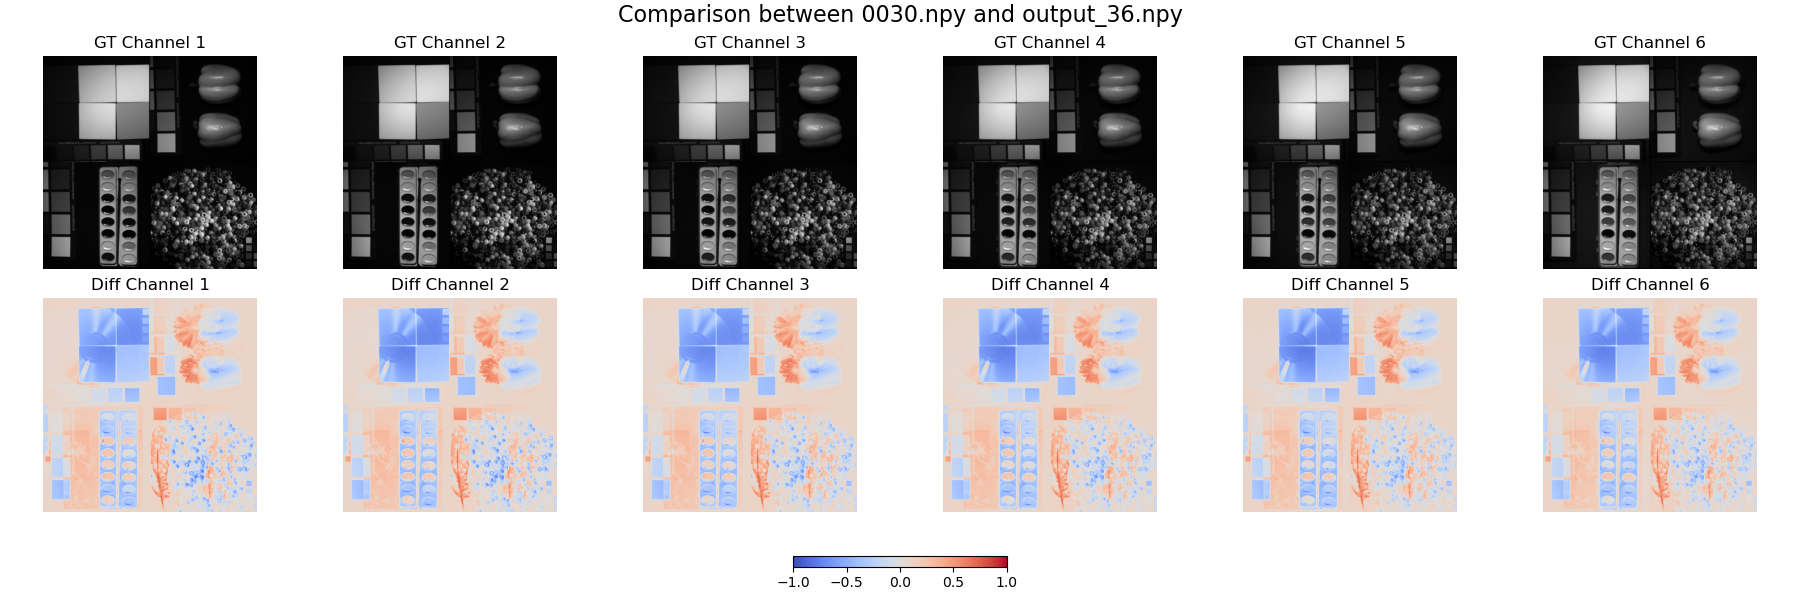 Comparison between 0030.npy and output_36.npy
GT Channel 1
GT Channel 2
GT Channel 3
GT Channel 4
GT Channel 5
GT Channel 6
Diff Channel 1
Diff Channel 2
Diff Channel 3
Diff Channel 4
Diff Channel 5
Diff Channel 6
−1.0 −0.5 0.0 0.5 1.0